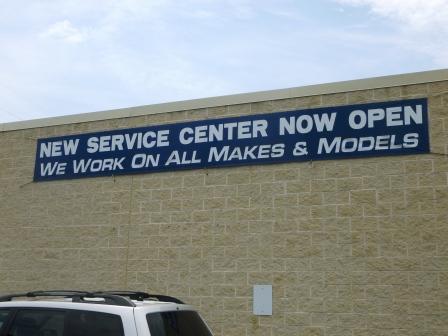 NEW SERVICE CENTER NOW OPEN
WE WORK ON ALL MAKES & MODELS